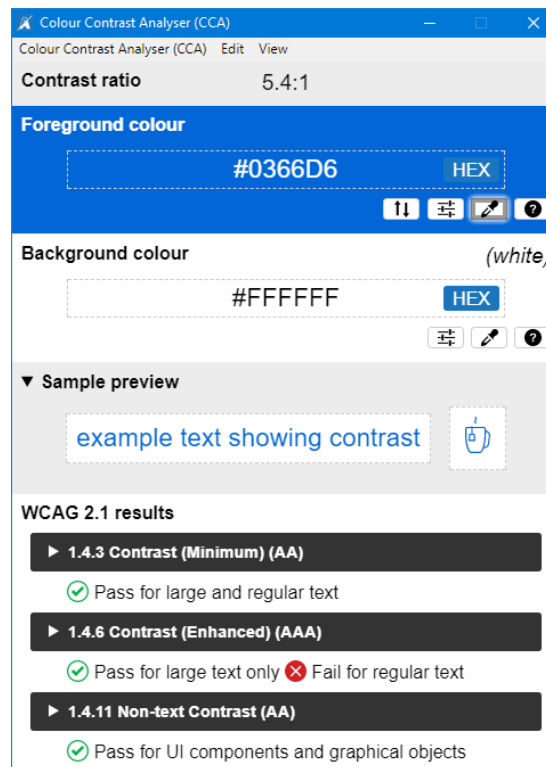 Colour Contrast Analyser (CCA)
Colour Contrast Analyser (CCA) Edit View
Contrast ratio 5.4:1
Foreground colour
#0366D6 HEX
?
Background colour (white)
#FFFFFF HEX
?
▼ Sample preview
example text showing contrast
WCAG 2.1 results
▶ 1.4.3 Contrast (Minimum) (AA)
Pass for large and regular text
▶ 1.4.6 Contrast (Enhanced) (AAA)
Pass for large text only Fail for regular text
▶ 1.4.11 Non-text Contrast (AA)
Pass for UI components and graphical objects